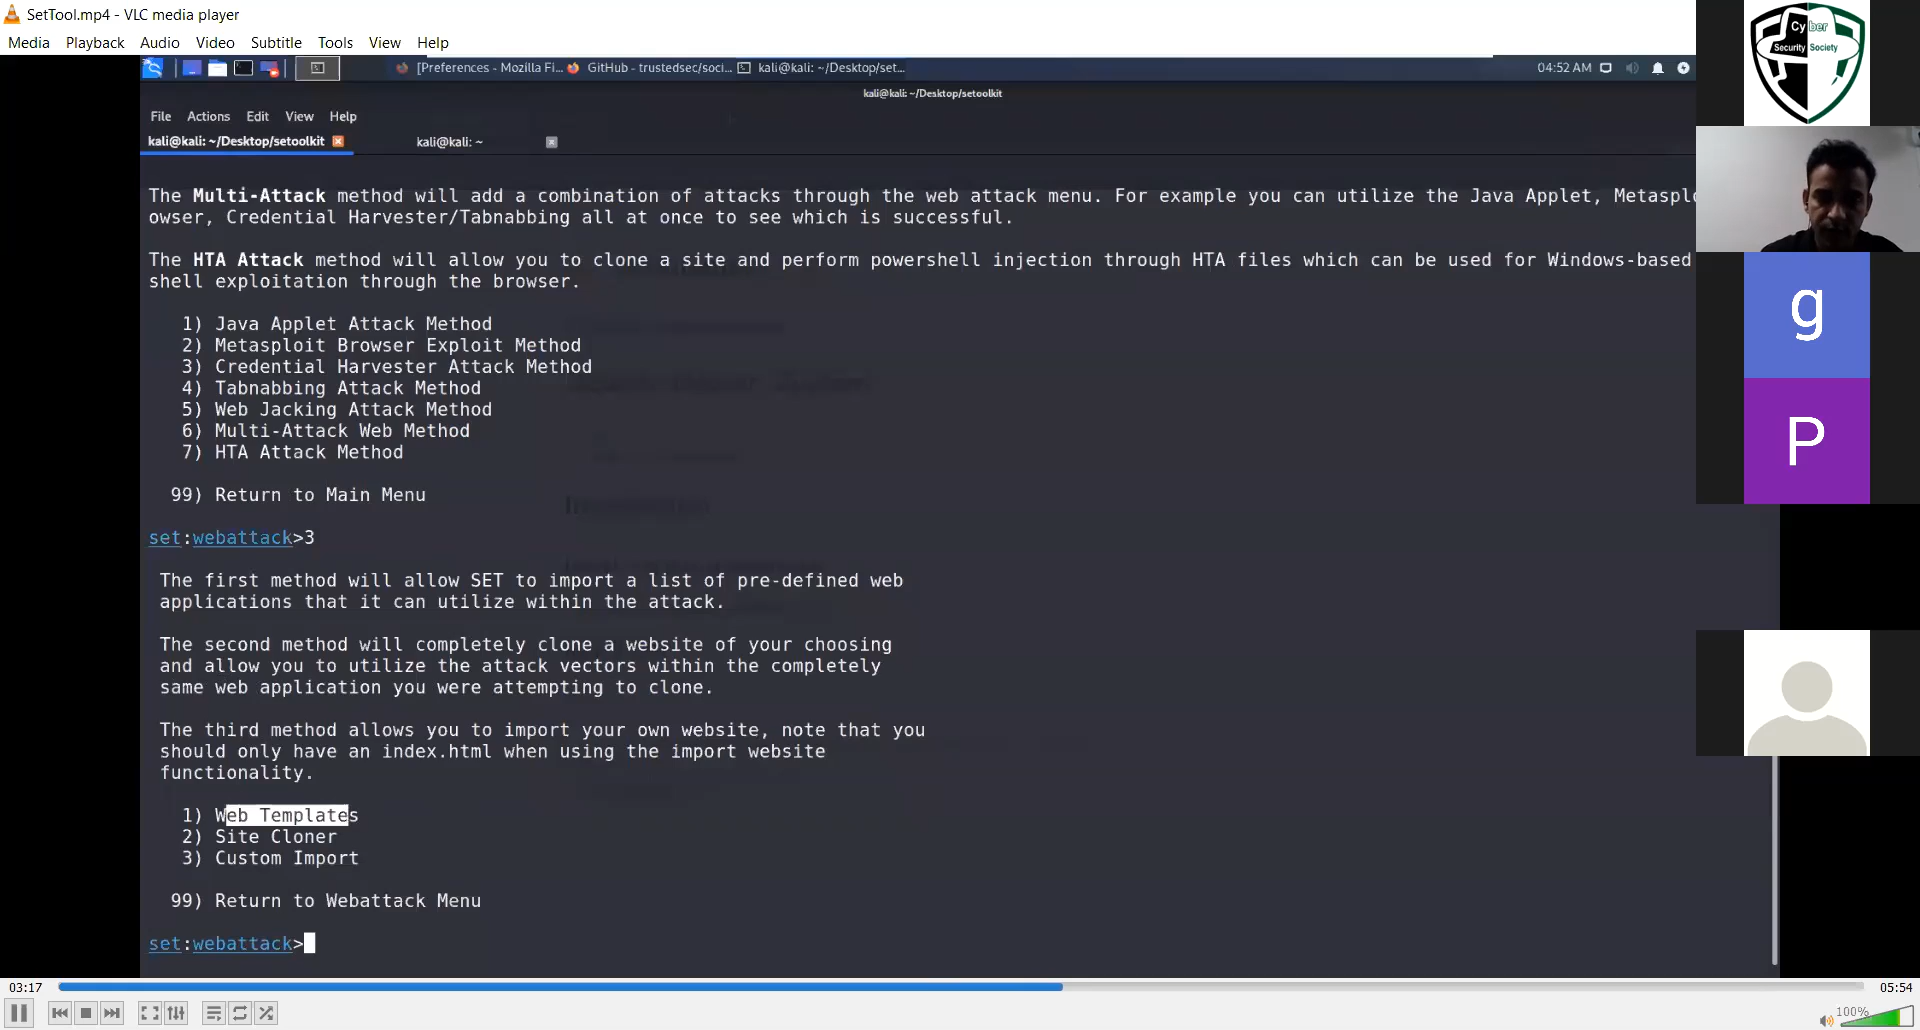 SetTool.mp4 - VLC media player
Media Playback Audio Video Subtitle Tools View Help
[Preferences - Mozilla Fi... GitHub - trustedsec/soci... kali@kali: ~/Desktop/set... 04:52 AM
kali@kali: ~/Desktop/setoolkit
File Actions Edit View Help
kali@kali: ~/Desktop/setoolkit kali@kali: ~
The Multi-Attack method will add a combination of attacks through the web attack menu. For example you can utilize the Java Applet, Metasplo
owser, Credential Harvester/Tabnabbing all at once to see which is successful.
The HTA Attack method will allow you to clone a site and perform powershell injection through HTA files which can be used for Windows-based
shell exploitation through the browser.
1) Java Applet Attack Method
2) Metasploit Browser Exploit Method
3) Credential Harvester Attack Method
4) Tabnabbing Attack Method
5) Web Jacking Attack Method
6) Multi-Attack Web Method
7) HTA Attack Method
99) Return to Main Menu
set:webattack>3
The first method will allow SET to import a list of pre-defined web
applications that it can utilize within the attack.
The second method will completely clone a website of your choosing
and allow you to utilize the attack vectors within the completely
same web application you were attempting to clone.
The third method allows you to import your own website, note that you
should only have an index.html when using the import website
functionality.
1) Web Templates
2) Site Cloner
3) Custom Import
99) Return to Webattack Menu
set:webattack>
03:17 05:54
100%
Cyber
Security Society
g
P